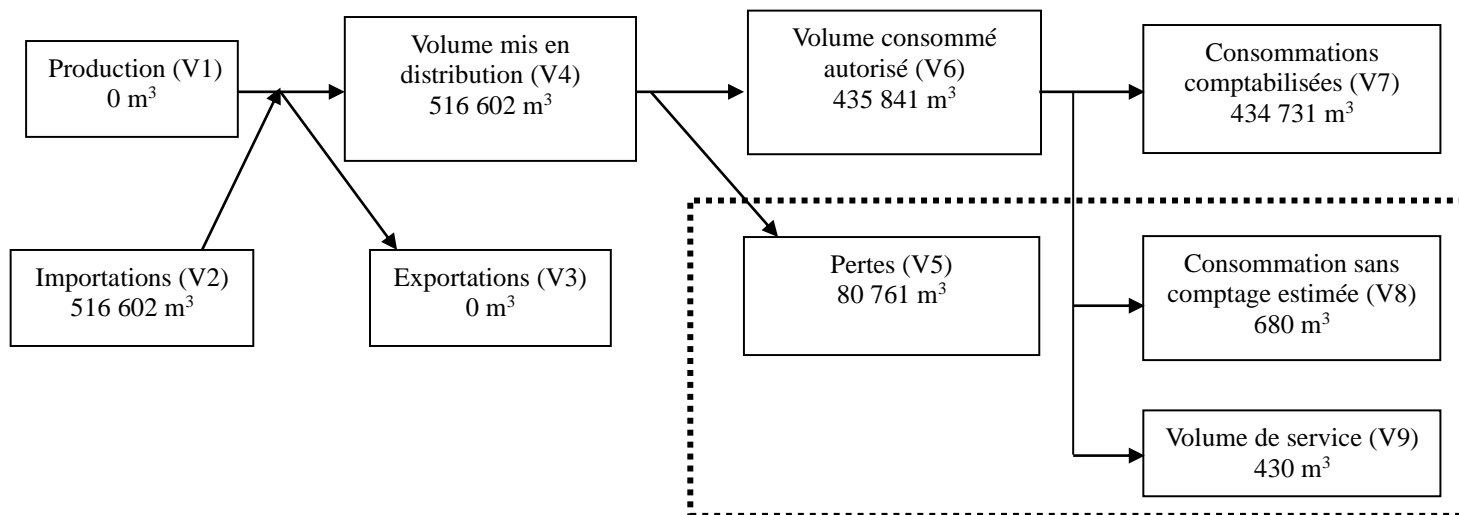 Production (V1)
0 m³
Volume mis en
distribution (V4)
516 602 m³
Volume consommé
autorisé (V6)
435 841 m³
Consommations
comptabilisées (V7)
434 731 m³
Importations (V2)
516 602 m³
Exportations (V3)
0 m³
Pertes (V5)
80 761 m³
Consommation sans
comptage estimée (V8)
680 m³
Volume de service (V9)
430 m³